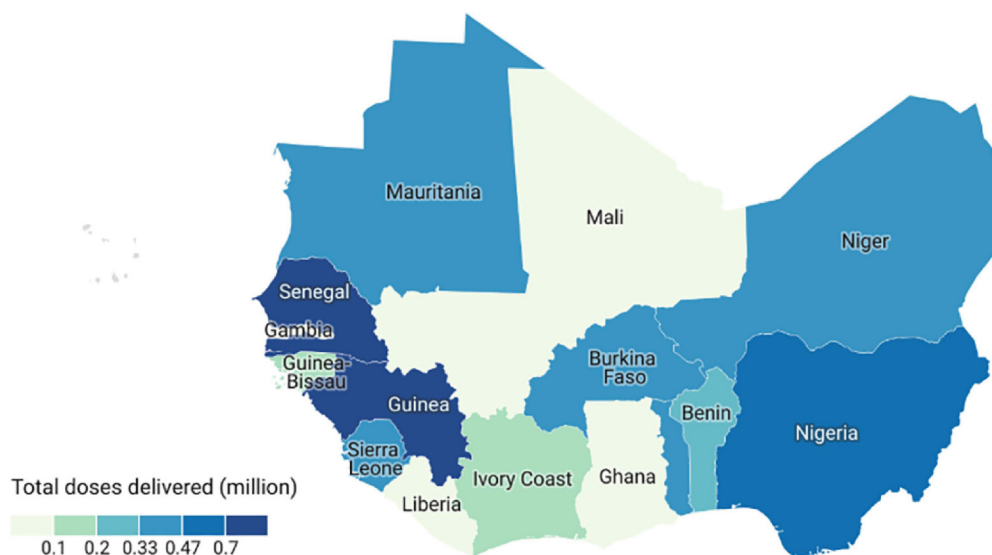 Mauritania
Mali
Niger
Senegal
Gambia
Guinea-
Bissau
Burkina
Faso
Guinea
Benin
Nigeria
Sierra
Leone
Ivory Coast
Ghana
Liberia
Total doses delivered (million)
0.1 0.2 0.33 0.47 0.7